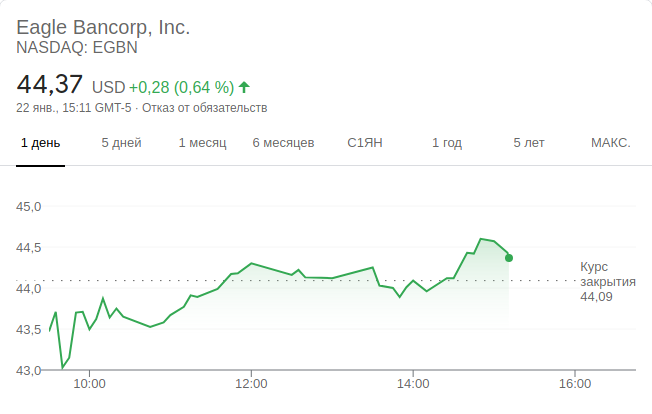 Eagle Bancorp, Inc.
NASDAQ: EGBN
44,37 USD +0,28 (0,64 %)
22 янв., 15:11 GMT-5 · Отказ от обязательств
1 день 5 дней 1 месяц 6 месяцев С1ЯН 1 год 5 лет МАКС.
45,0
44,5
44,0
43,5
43,0
Курс
закрытия
44,09
10:00 12:00 14:00 16:00